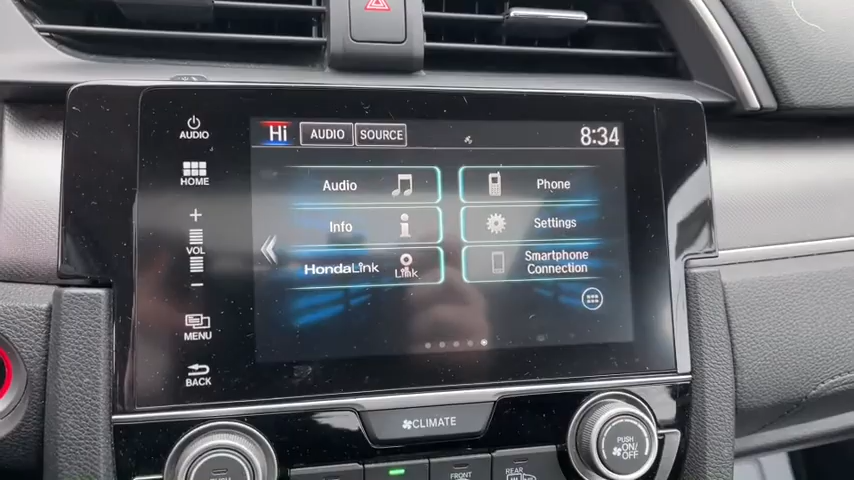 AUDIO
HOME
VOL
MENU
BACK
Hi AUDIO SOURCE 8:34
Audio
Phone
Info
Settings
HondaLink
Link
Smartphone
Connection
CLIMATE
PUSH
ON/
OFF
FRONT
REAR